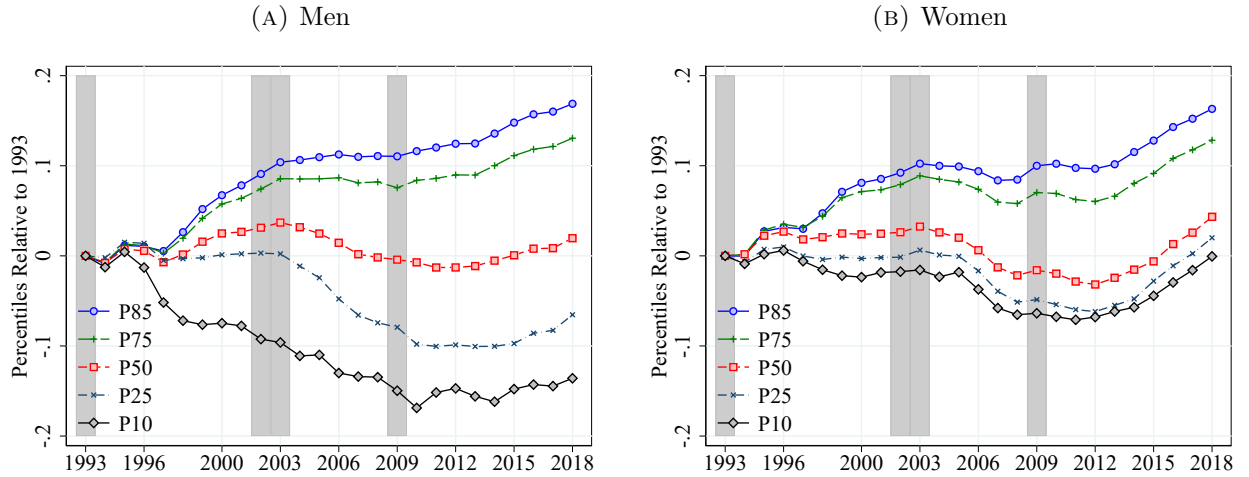 (A) Men
Percentiles Relative to 1993
.2
.1
0
-.1
-.2
P85
P75
P50
P25
P10
1993 1996 2000 2003 2009 2012 2015 2018
(B) Women
Percentiles Relative to 1993
.2
.1
0
-.1
-.2
P85
P75
P50
P25
P10
1993 1996 2000 2003 2009 2012 2015 2018